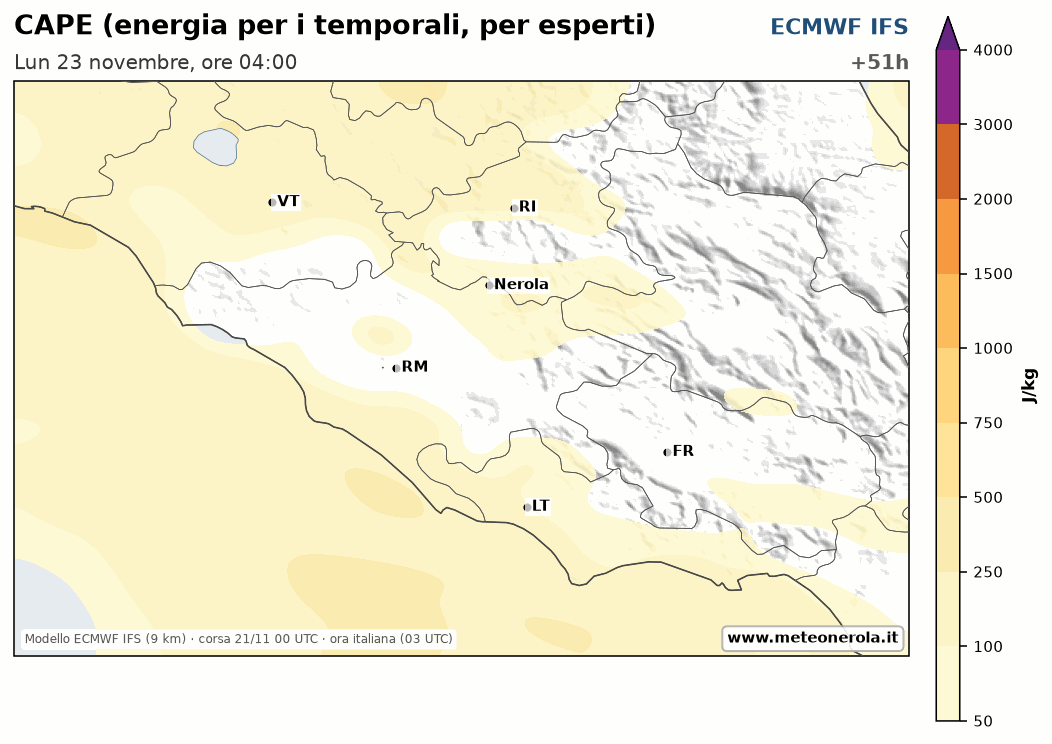 CAPE (energia per i temporali, per esperti)
ECMWF IFS
Lun 23 novembre, ore 04:00
+51h
VT
RI
Nerola
RM
FR
LT
Modello ECMWF IFS (9 km) · corsa 21/11 00 UTC · ora italiana (03 UTC)
www.meteonerola.it
4000
3000
2000
1500
1000
750
500
250
100
50
J/kg